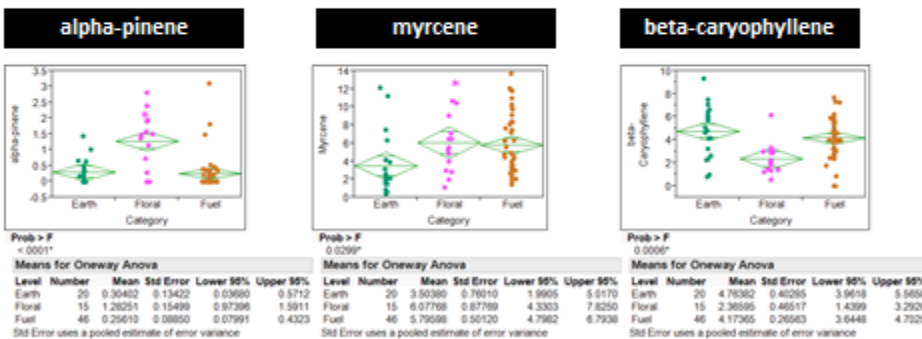 alpha-pinene
myrcene
beta-caryophyllene
3.5
3
2.5
2
1.5
1
0.5
0
-0.5
alpha-pinene
Earth Floral Fuel
Category
14
12
10
8
6
4
2
0
Myrcene
Earth Floral Fuel
Category
10
8
6
4
2
0
beta-
Caryophyllene
Earth Floral Fuel
Category
Prob > F
<.0001*
Means for Oneway Anova
Level Number Mean Std Error Lower 95% Upper 95%
Earth 20 0.30402 0.13422 0.03680 0.5712
Floral 15 1.28251 0.15499 0.97396 1.5911
Fuel 46 0.25610 0.08850 0.07991 0.4323
Std Error uses a pooled estimate of error variance
Prob > F
0.0299*
Means for Oneway Anova
Level Number Mean Std Error Lower 95% Upper 95%
Earth 20 3.50380 0.76010 1.9905 5.0170
Floral 15 6.07768 0.87769 4.3303 7.8250
Fuel 46 5.79598 0.50120 4.7982 6.7938
Std Error uses a pooled estimate of error variance
Prob > F
0.0006*
Means for Oneway Anova
Level Number Mean Std Error Lower 95% Upper 95%
Earth 20 4.76382 0.40285 3.9618
Floral 15 2.36595 0.46517 1.4399
Fuel 46 4.17365 0.26563 3.6448
Std Error uses a pooled estimate of error variance